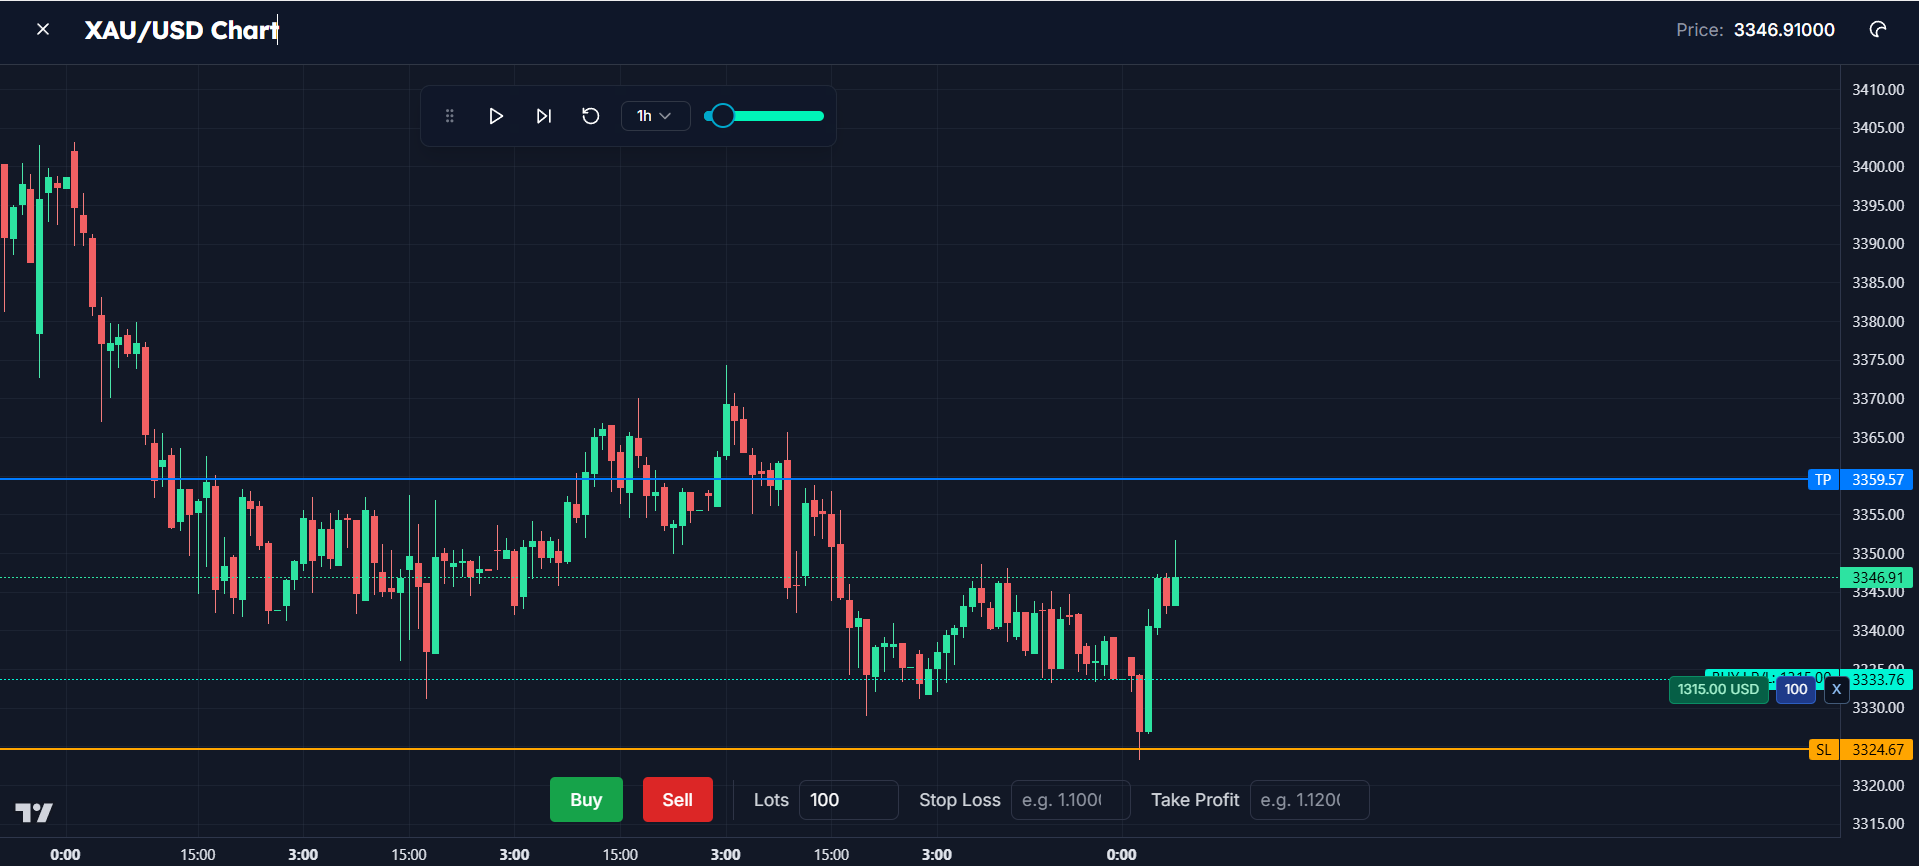 XAU/USD Chart
Price: 3346.91000
1h
3410.00
3405.00
3400.00
3395.00
3390.00
3385.00
3380.00
3375.00
3370.00
3365.00
TP 3359.57
3355.00
3350.00
3346.91
3345.00
3340.00
3335.00
3333.76
1315.00 USD 100 X
3330.00
SL 3324.67
3320.00
3315.00
Buy Sell Lots 100 Stop Loss e.g. 1.100 Take Profit e.g. 1.120
0:00 15:00 3:00 15:00 3:00 15:00 3:00 15:00 3:00 0:00